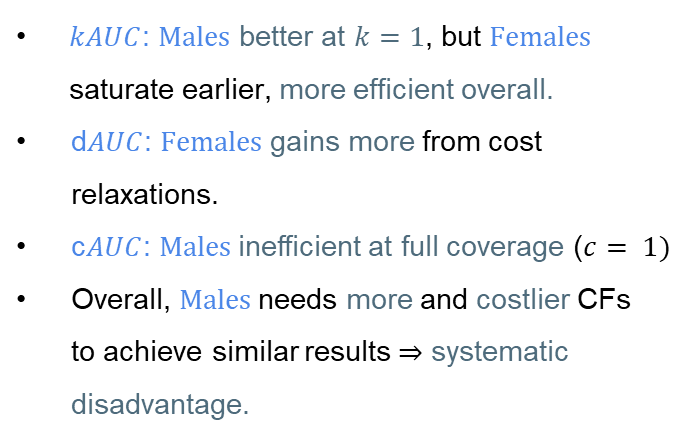 • kAUC: Males better at k = 1, but Females
saturate earlier, more efficient overall.
• dAUC: Females gains more from cost
relaxations.
• cAUC: Males inefficient at full coverage (c = 1)
• Overall, Males needs more and costlier CFs
to achieve similar results ⇒ systematic
disadvantage.